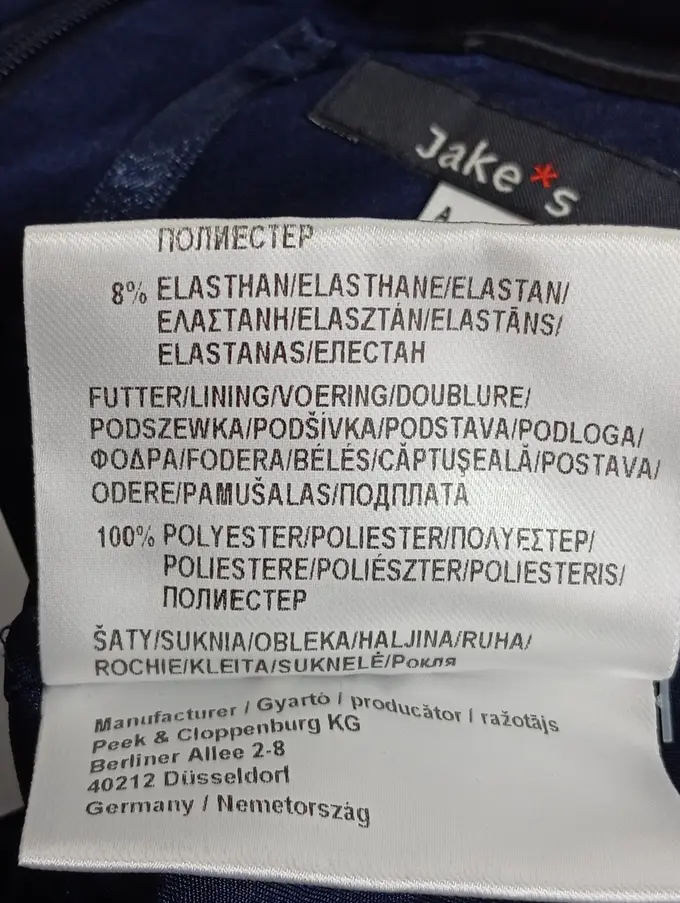 Jake*s
A
ПОЛИЕСТЕР
8% ELASTHAN/ELASTHANE/ELASTAN/
ΕΛΑΣΤΑΝΗ/ELASZTÁN/ELASTĀNS/
ELASTANAS/ЕЛЕСТАН
FUTTER/LINING/VOERING/DOUBLURE/
PODSZEWKA/PODŠÍVKA/PODSTAVA/PODLOGA/
ΦΟΔΡΑ/FODERA/BÉLÉS/CĂPTUŞEALĂ/POSTAVA/
ODERE/PAMUŠALAS/ПОДПЛАТА
100% POLYESTER/POLIESTER/ΠΟΛΥΕΣΤΕΡ/
POLIESTERE/POLIÉSZTER/POLIESTERIS/
ПОЛИЕСТЕР
ŠATY/SUKNIA/OBLEKA/HALJINA/RUHA/
ROCHIE/KLEITA/SUKNELĖ/Рокля
Manufacturer / Gyartó / producător / ražotājs
Peek & Cloppenburg KG
Berliner Allee 2-8
40212 Düsseldorf
Germany / Nemetország